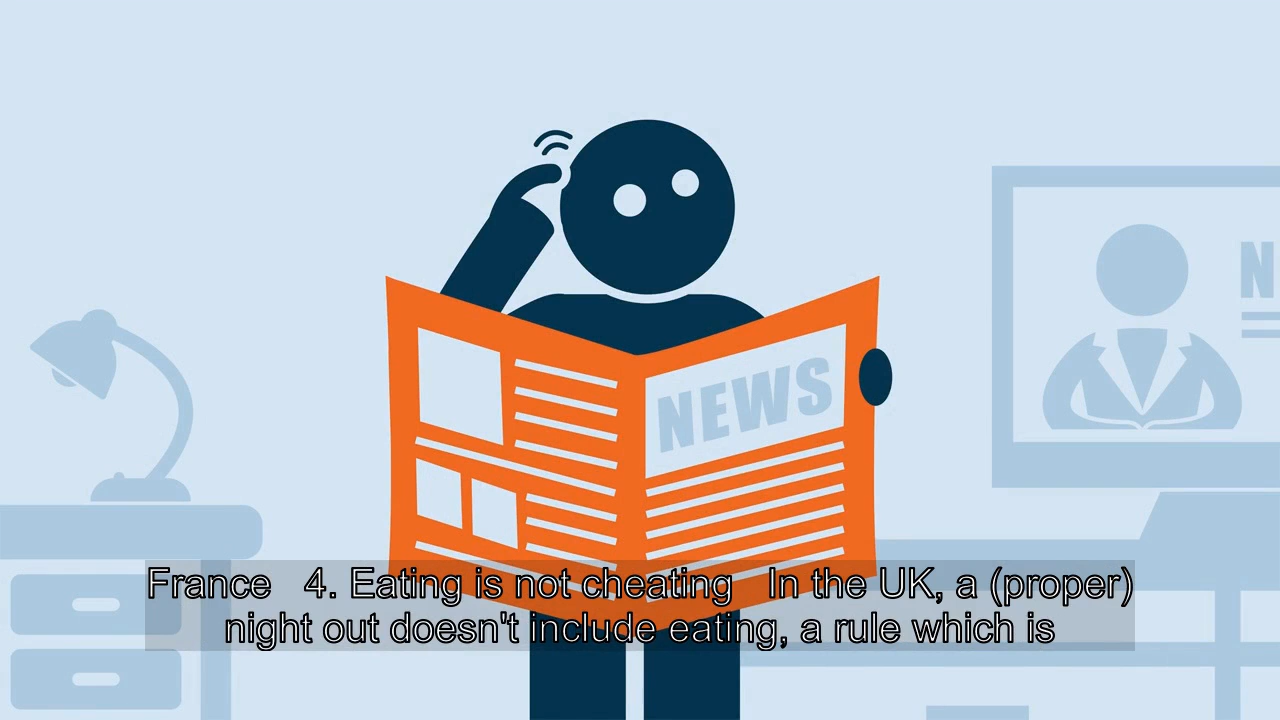 N
NEWS
France   4. Eating is not cheating   In the UK, a (proper)
night out doesn't include eating, a rule which is